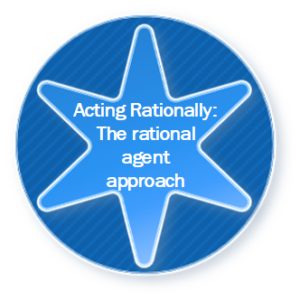 Acting Rationally:
The rational
agent
approach